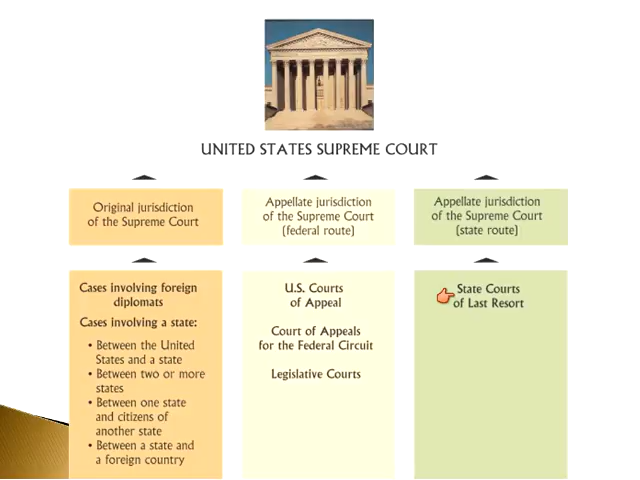 UNITED STATES SUPREME COURT
Original jurisdiction
of the Supreme Court
Appellate jurisdiction
of the Supreme Court
(federal route)
Appellate jurisdiction
of the Supreme Court
(state route)
Cases involving foreign
diplomats
Cases involving a state:
• Between the United
States and a state
• Between two or more
states
• Between one state
and citizens of
another state
• Between a state and
a foreign country
U.S. Courts
of Appeal
Court of Appeals
for the Federal Circuit
Legislative Courts
State Courts
of Last Resort